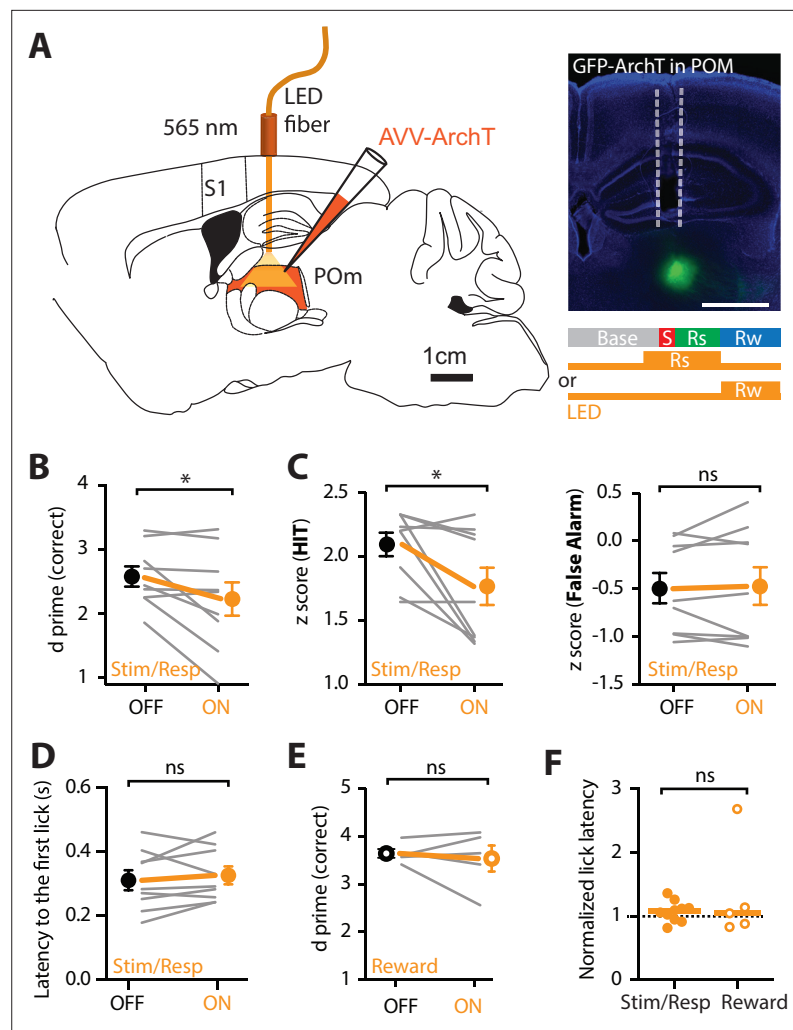 A
565 nm
LED
fiber
AVV-ArchT
S1
POm
1cm
GFP-ArchT in POM
Base S Rs Rw
Rs
or
Rw
LED
B
*
d prime (correct)
4
3
2
1
Stim/Resp
OFF ON
C
*
z score (HIT)
2.5
2.0
1.5
1.0
Stim/Resp
OFF ON
ns
z score (False Alarm)
0.5
0.0
-0.5
-1.0
-1.5
Stim/Resp
OFF ON
D
ns
Latency to the first lick (s)
0.6
0.4
0.2
0.0
Stim/Resp
OFF ON
E
ns
d prime (correct)
5
4
3
2
1
Reward
OFF ON
F
ns
Normalized lick latency
3
2
1
0
Stim/Resp Reward